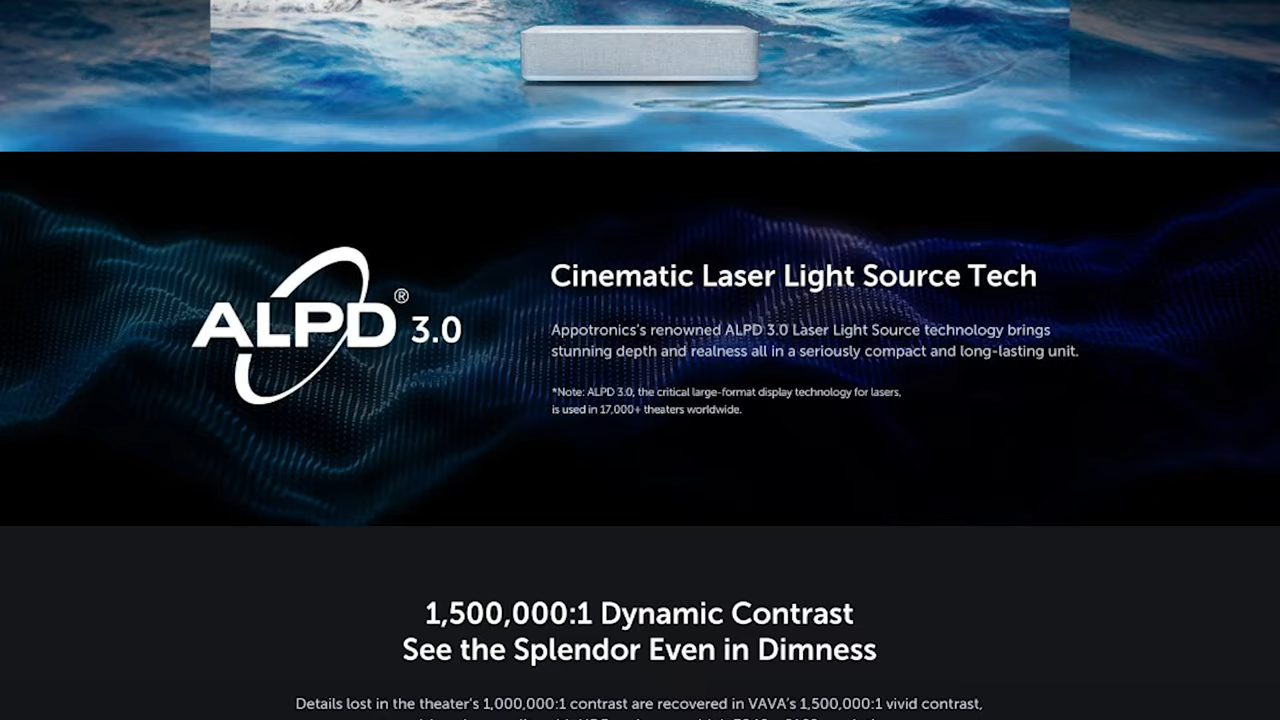 ALPD® 3.0
Cinematic Laser Light Source Tech
Appotronics's renowned ALPD 3.0 Laser Light Source technology brings
stunning depth and realness all in a seriously compact and long-lasting unit.
*Note: ALPD 3.0, the critical large-format display technology for lasers,
is used in 17,000+ theaters worldwide.
1,500,000:1 Dynamic Contrast
See the Splendor Even in Dimness
Details lost in the theater's 1,000,000:1 contrast are recovered in VAVA's 1,500,000:1 vivid contrast,